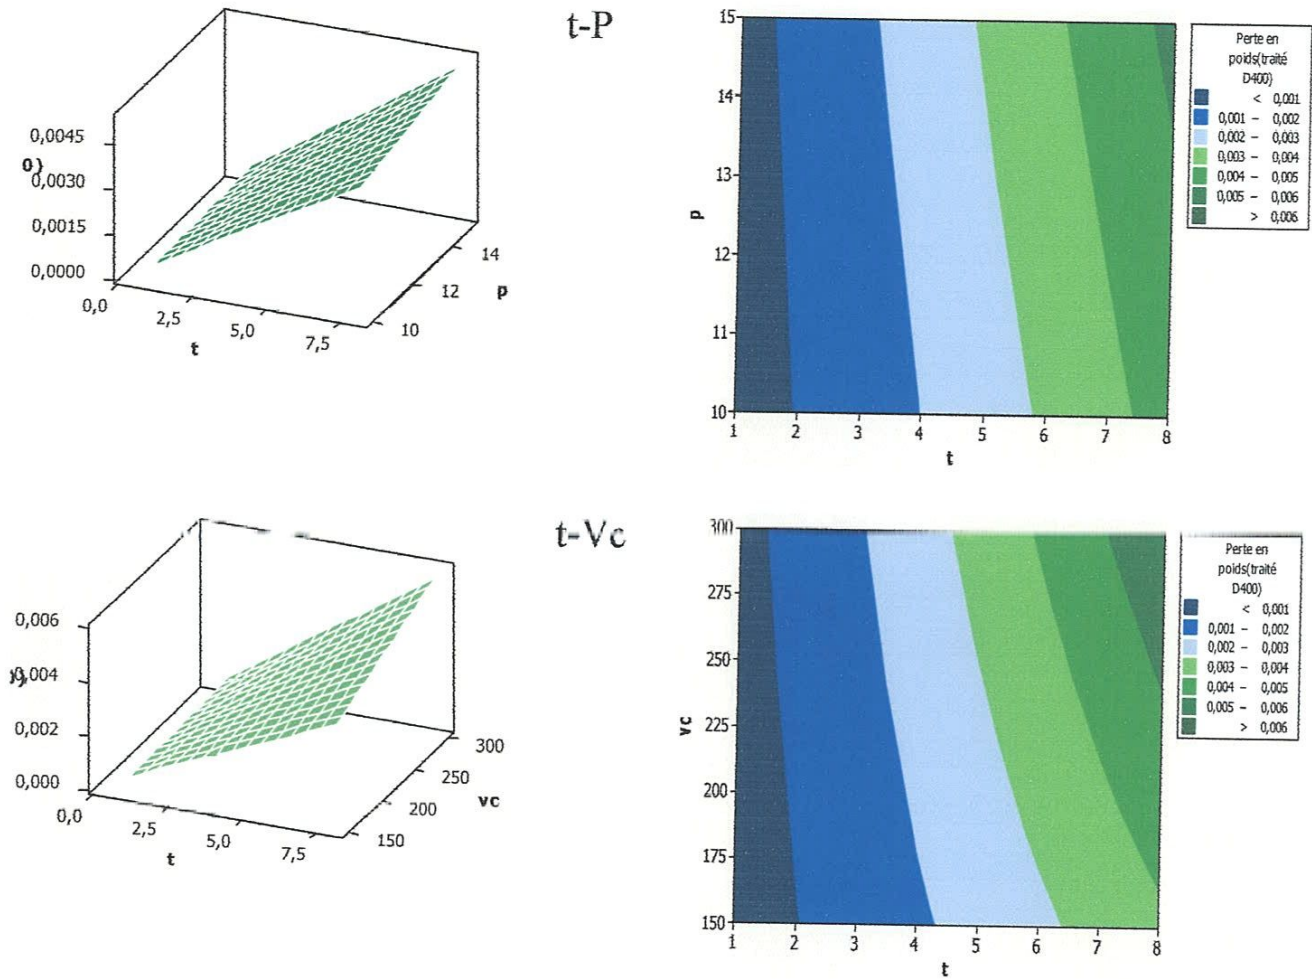 t-P
0,0045
0)
0,0030
0,0015
0,0000
0,0
2,5
5,0
7,5
t
10
12
14
p
15
14
13
12
11
10
p
1 2 3 4 5 6 7 8
t
Perte en
poids(traité
D400)
< 0,001
0,001 – 0,002
0,002 – 0,003
0,003 – 0,004
0,004 – 0,005
0,005 – 0,006
> 0,006
t-Vc
0,006
0,004
0,002
0,000
0,0
2,5
5,0
7,5
t
150
200
250
300
vc
300
275
250
225
200
175
150
vc
1 2 3 4 5 6 7 8
t
Perte en
poids(traité
D400)
< 0,001
0,001 – 0,002
0,002 – 0,003
0,003 – 0,004
0,004 – 0,005
0,005 – 0,006
> 0,006